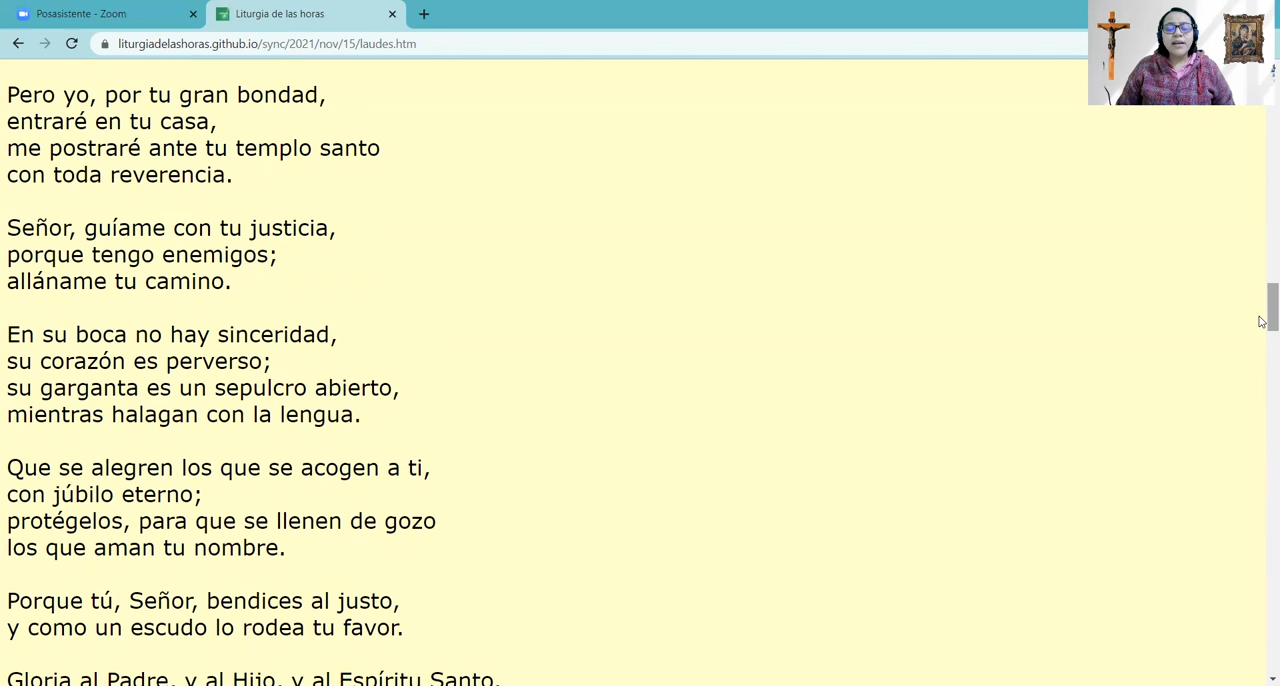 Posasistente - Zoom
Liturgia de las horas
liturgiadelashoras.github.io/sync/2021/nov/15/laudes.htm
Pero yo, por tu gran bondad,
entraré en tu casa,
me postraré ante tu templo santo
con toda reverencia.
Señor, guíame con tu justicia,
porque tengo enemigos;
alláname tu camino.
En su boca no hay sinceridad,
su corazón es perverso;
su garganta es un sepulcro abierto,
mientras halagan con la lengua.
Que se alegren los que se acogen a ti,
con júbilo eterno;
protégelos, para que se llenen de gozo
los que aman tu nombre.
Porque tú, Señor, bendices al justo,
y como un escudo lo rodea tu favor.
Gloria al Padre, y al Hijo, y al Espíritu Santo.